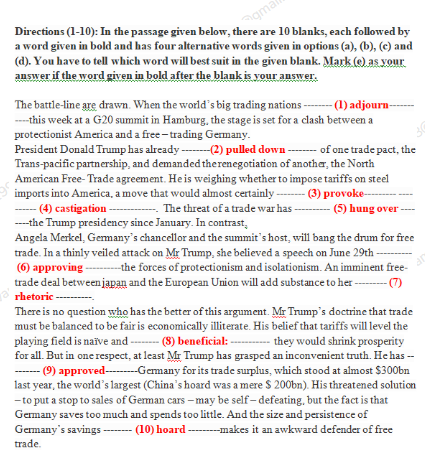 Directions (1-10): In the passage given below, there are 10 blanks, each followed by
a word given in bold and has four alternative words given in options (a), (b), (c) and
(d). You have to tell which word will best suit in the given blank. Mark (e) as your
answer if the word given in bold after the blank is your answer.
The battle-line are drawn. When the world's big trading nations -------- (1) adjourn-------
----this week at a G20 summit in Hamburg, the stage is set for a clash between a
protectionist America and a free – trading Germany.
President Donald Trump has already --------(2) pulled down -------- of one trade pact, the
Trans-pacific partnership, and demanded therenegotiation of another, the North
American Free- Trade agreement. He is weighing whether to impose tariffs on steel
imports into America, a move that would almost certainly -------- (3) provoke---------- ----
------ (4) castigation -------------. The threat of a trade war has ---------- (5) hung over ----
----the Trump presidency since January. In contrast,
Angela Merkel, Germany's chancellor and the summit's host, will bang the drum for free
trade. In a thinly veiled attack on Mr Trump, she believed a speech on June 29th ----------
(6) approving ----------the forces of protectionism and isolationism. An imminent free-
trade deal between japan and the European Union will add substance to her --------- (7)
rhetoric ----------.
There is no question who has the better of this argument. Mr Trump's doctrine that trade
must be balanced to be fair is economically illiterate. His belief that tariffs will level the
playing field is naïve and -------- (8) beneficial: ----------- they would shrink prosperity
for all. But in one respect, at least Mr Trump has grasped an inconvenient truth. He has --
------- (9) approved---------Germany for its trade surplus, which stood at almost $300bn
last year, the world's largest (China's hoard was a mere $ 200bn). His threatened solution
– to put a stop to sales of German cars – may be self – defeating, but the fact is that
Germany saves too much and spends too little. And the size and persistence of
Germany's savings -------- (10) hoard ---------makes it an awkward defender of free
trade.